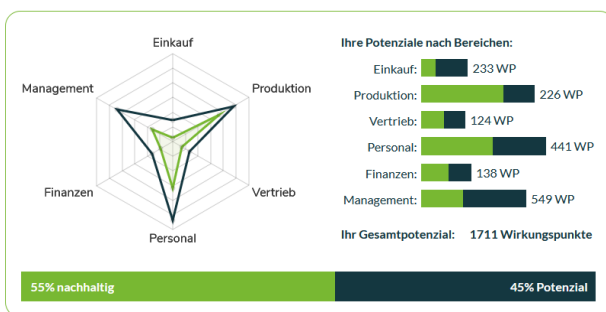 Einkauf
Management
Produktion
Finanzen
Vertrieb
Personal
Ihre Potenziale nach Bereichen:
Einkauf: 233 WP
Produktion: 226 WP
Vertrieb: 124 WP
Personal: 441 WP
Finanzen: 138 WP
Management: 549 WP
Ihr Gesamtpotenzial: 1711 Wirkungspunkte
55% nachhaltig 45% Potenzial